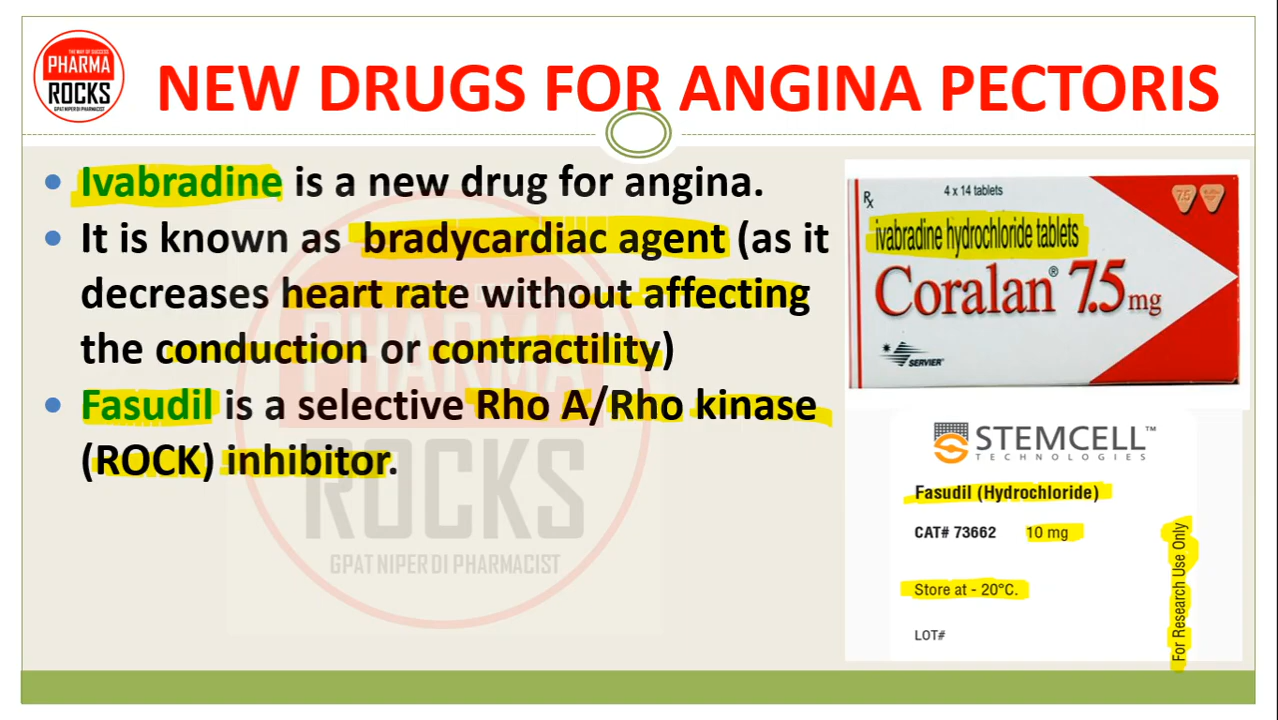 THE WAY OF SUCCESS
PHARMA
ROCKS
GPAT NIPER DI PHARMACIST
NEW DRUGS FOR ANGINA PECTORIS
• Ivabradine is a new drug for angina.
• It is known as bradycardiac agent (as it
decreases heart rate without affecting
the conduction or contractility)
• Fasudil is a selective Rho A/Rho kinase
(ROCK) inhibitor.
PHARMA
ROCKS
GPAT NIPER DI PHARMACIST
Rx
4 x 14 tablets
7.5
ivabradine hydrochloride tablets
Coralan® 7.5 mg
SERVIER
STEMCELL™
TECHNOLOGIES
Fasudil (Hydrochloride)
CAT# 73662 10 mg
Store at - 20°C.
LOT#
For Research Use Only